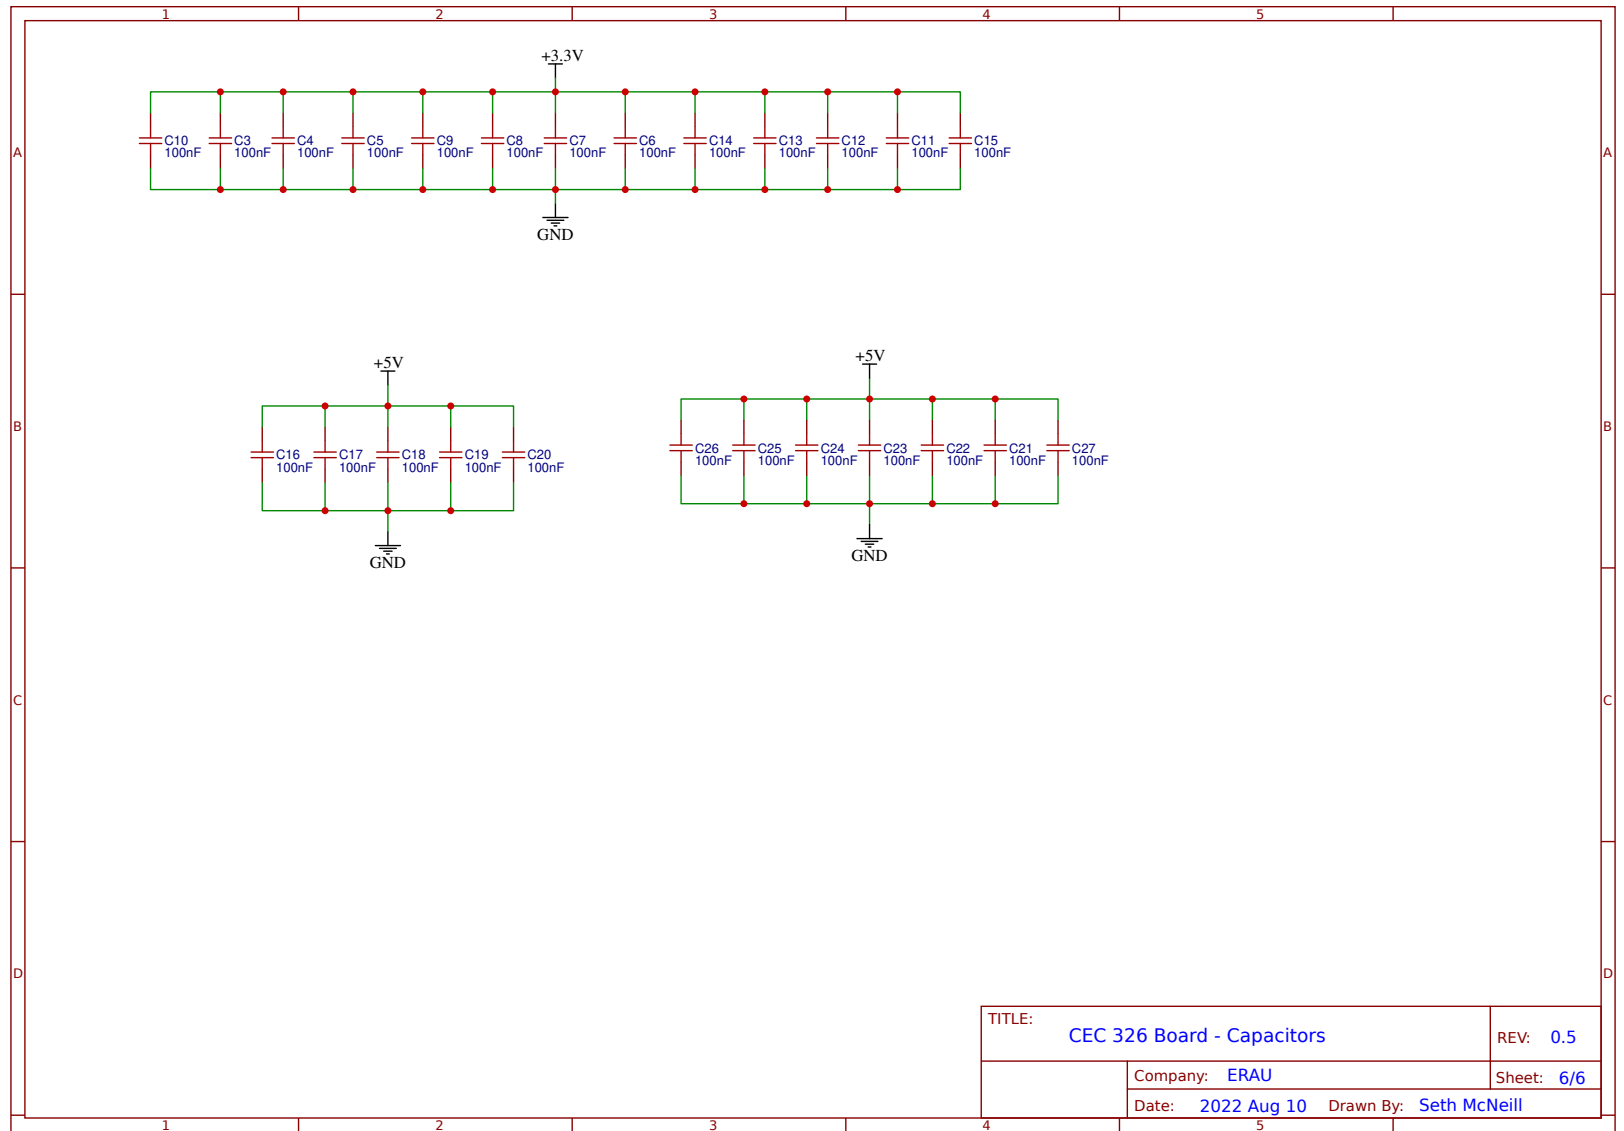 1 2 3 4 5
+3.3V
A A
C10 C3 C4 C5 C9 C8 C7 C6 C14 C13 C12 C11 C15
100nF 100nF 100nF 100nF 100nF 100nF 100nF 100nF 100nF 100nF 100nF 100nF 100nF
GND
+5V +5V
B B
C16 C17 C18 C19 C20 C26 C25 C24 C23 C22 C21 C27
100nF 100nF 100nF 100nF 100nF 100nF 100nF 100nF 100nF 100nF 100nF 100nF
GND GND
C C
D D
TITLE:
CEC 326 Board - Capacitors
REV: 0.5
Company: ERAU
Sheet: 6/6
Date: 2022 Aug 10 Drawn By: Seth McNeill
1 2 3 4 5